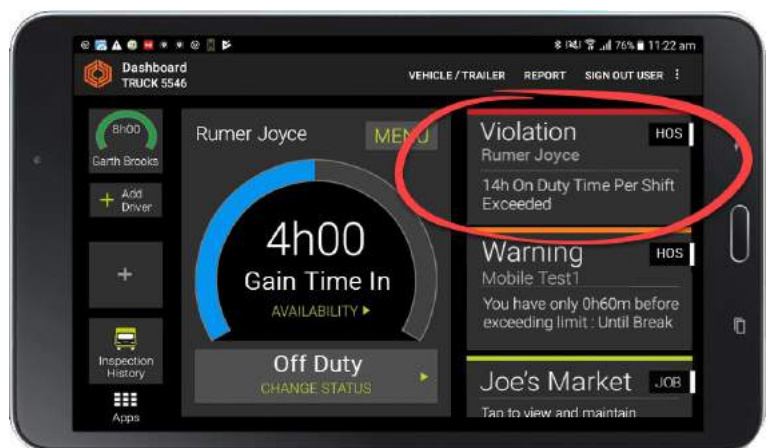 76% 11:22 am
Dashboard
TRUCK 5546
VEHICLE / TRAILER REPORT SIGN OUT USER
8h00
Garth Brooks
+ Add
Driver
+
Inspection
History
Apps
Rumer Joyce MENU
4h00
Gain Time In
AVAILABILITY
Off Duty
CHANGE STATUS
Violation HOS
Rumer Joyce
14h On Duty Time Per Shift
Exceeded
Warning HOS
Mobile Test1
You have only 0h60m before
exceeding limit : Until Break
Joe's Market JOB
Tap to view and maintain